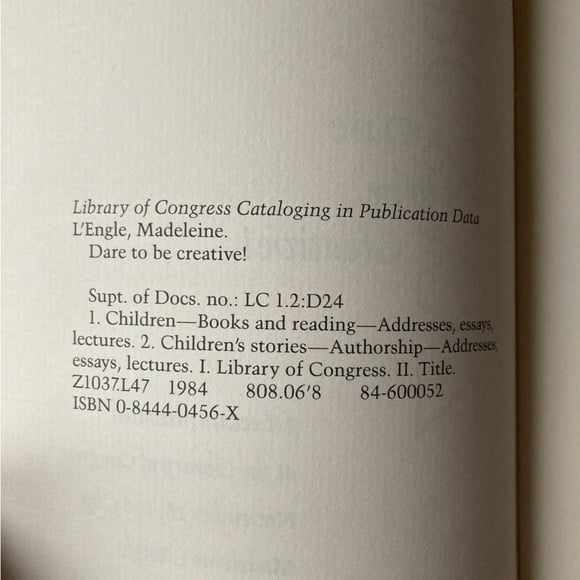 Library of Congress Cataloging in Publication Data
L'Engle, Madeleine.
Dare to be creative!
Supt. of Docs. no.: LC 1.2:D24
1. Children—Books and reading—Addresses, essays,
lectures. 2. Children's stories—Authorship—Addresses,
essays, lectures. I. Library of Congress. II. Title.
Z1037.L47 1984 808.06'8 84-600052
ISBN 0-8444-0456-X